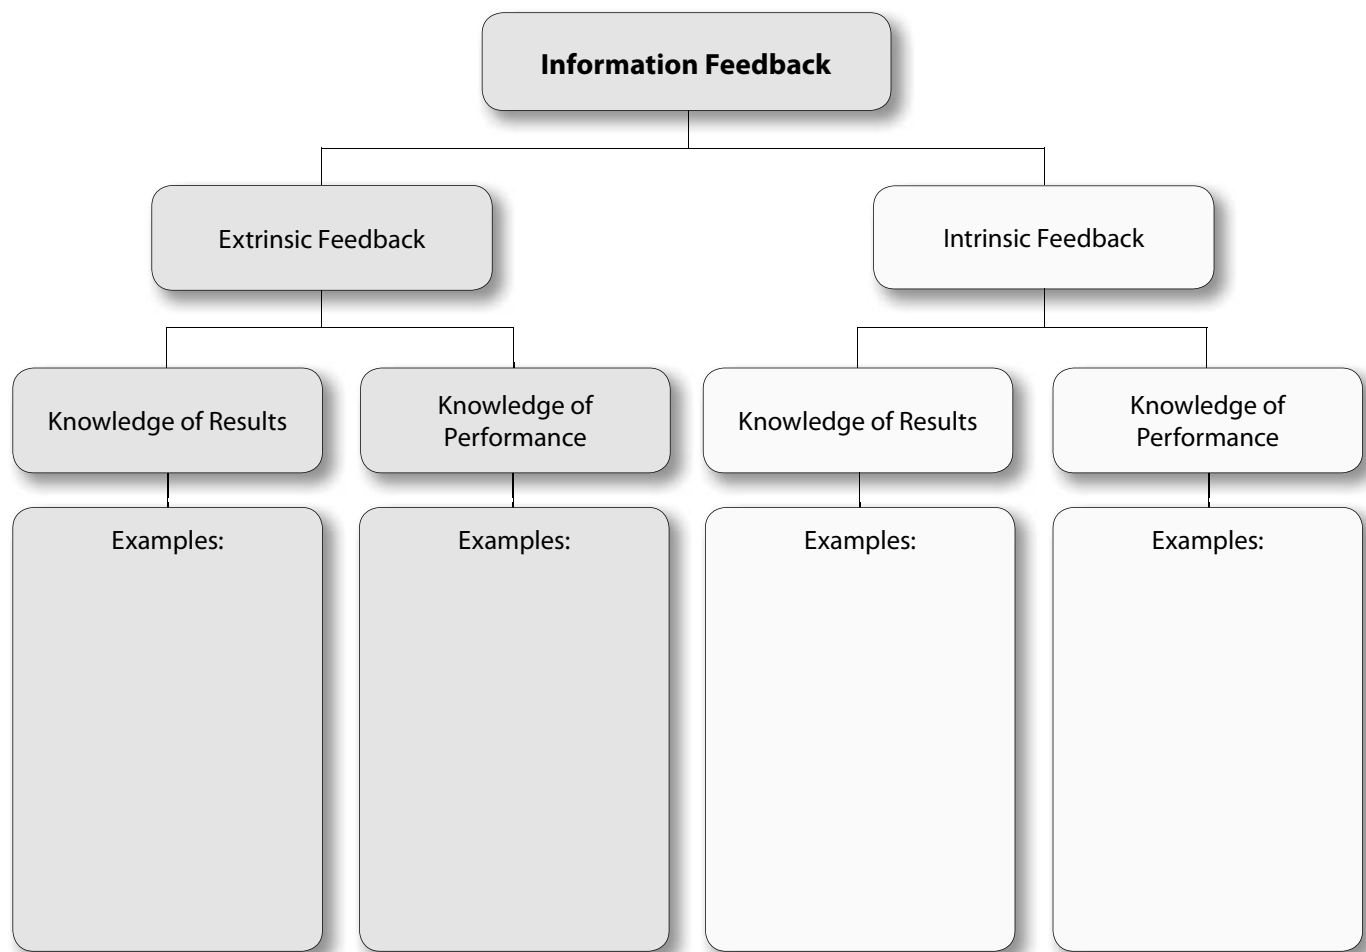 Information Feedback
Extrinsic Feedback
Intrinsic Feedback
Knowledge of Results
Knowledge of
Performance
Knowledge of Results
Knowledge of
Performance
Examples:
Examples:
Examples:
Examples: